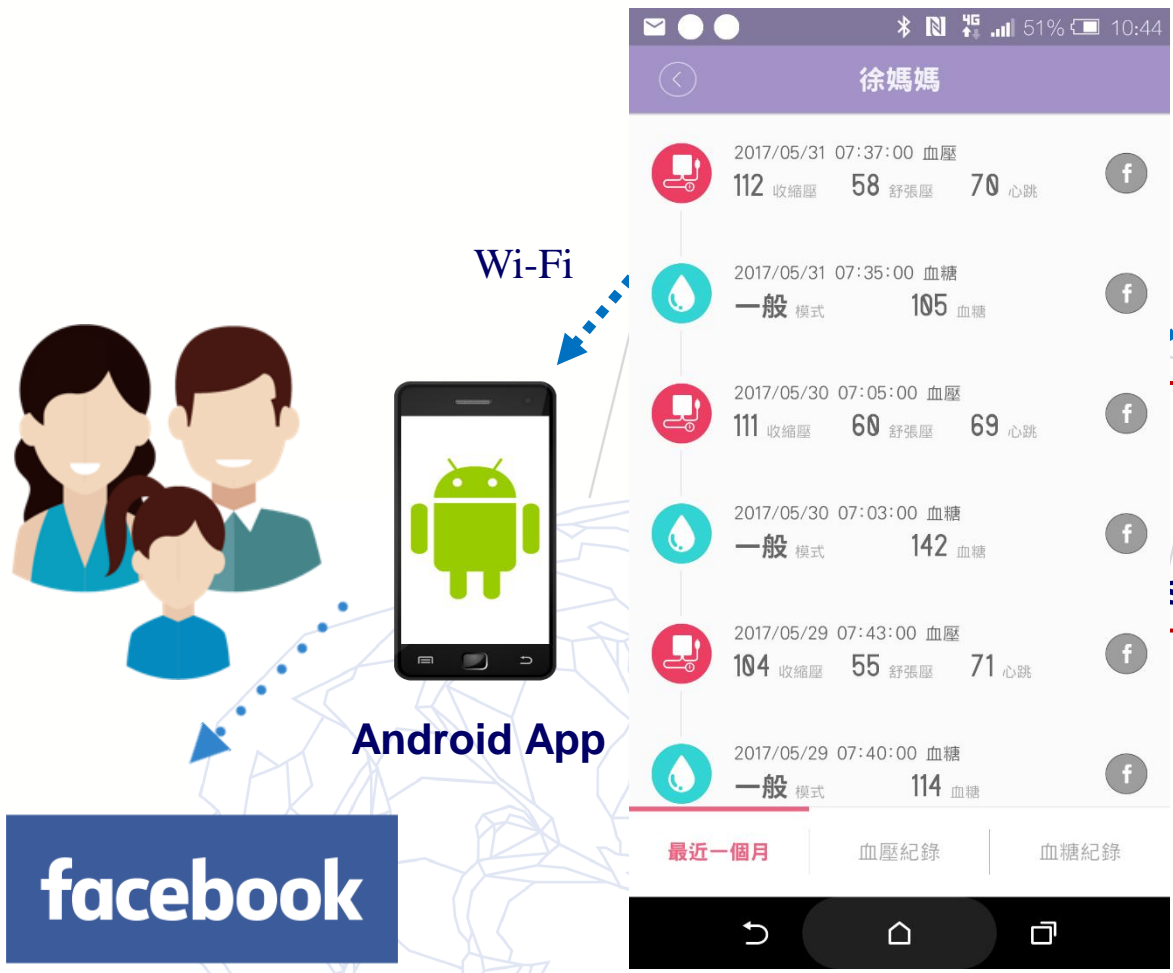 51% 10:44
4G
徐媽媽
2017/05/31 07:37:00 血壓
112 收縮壓 58 舒張壓 70 心跳
2017/05/31 07:35:00 血糖
一般 模式 105 血糖
2017/05/30 07:05:00 血壓
111 收縮壓 60 舒張壓 69 心跳
2017/05/30 07:03:00 血糖
一般 模式 142 血糖
2017/05/29 07:43:00 血壓
104 收縮壓 55 舒張壓 71 心跳
2017/05/29 07:40:00 血糖
一般 模式 114 血糖
最近一個月 血壓紀錄 血糖紀錄
Wi-Fi
Android App
facebook